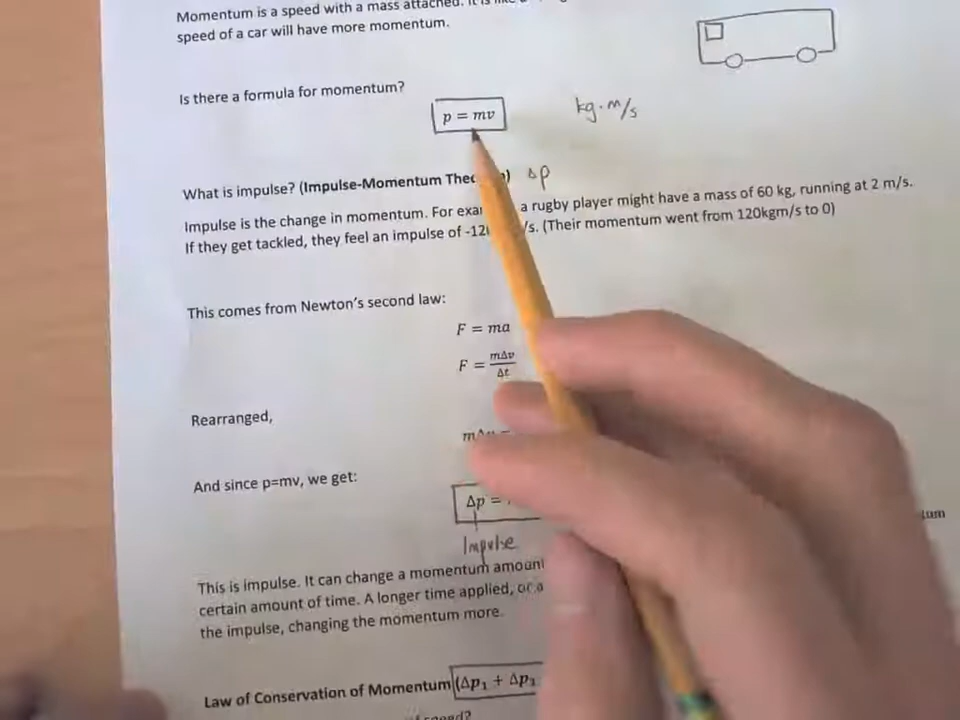 Momentum is a speed with a mass attached. It is like
speed of a car will have more momentum.
Is there a formula for momentum?
p = mv
kg·m/s
What is impulse? (Impulse-Momentum ) Δp
Impulse is the change in momentum. For a rugby player might have a mass of 60 kg, running at 2 m/s.
If they get tackled, they feel an impulse of /s. (Their momentum went from 120kgm/s to 0)
This comes from Newton's second law:
F = ma
F = mΔv/Δt
Rearranged,
And since p=mv, we get:
Δp =
Impulse
This is impulse. It can change a momentum
certain amount of time. A longer time applied, or a
the impulse, changing the momentum more.
Law of Conservation of Momentum (Δp₁ +